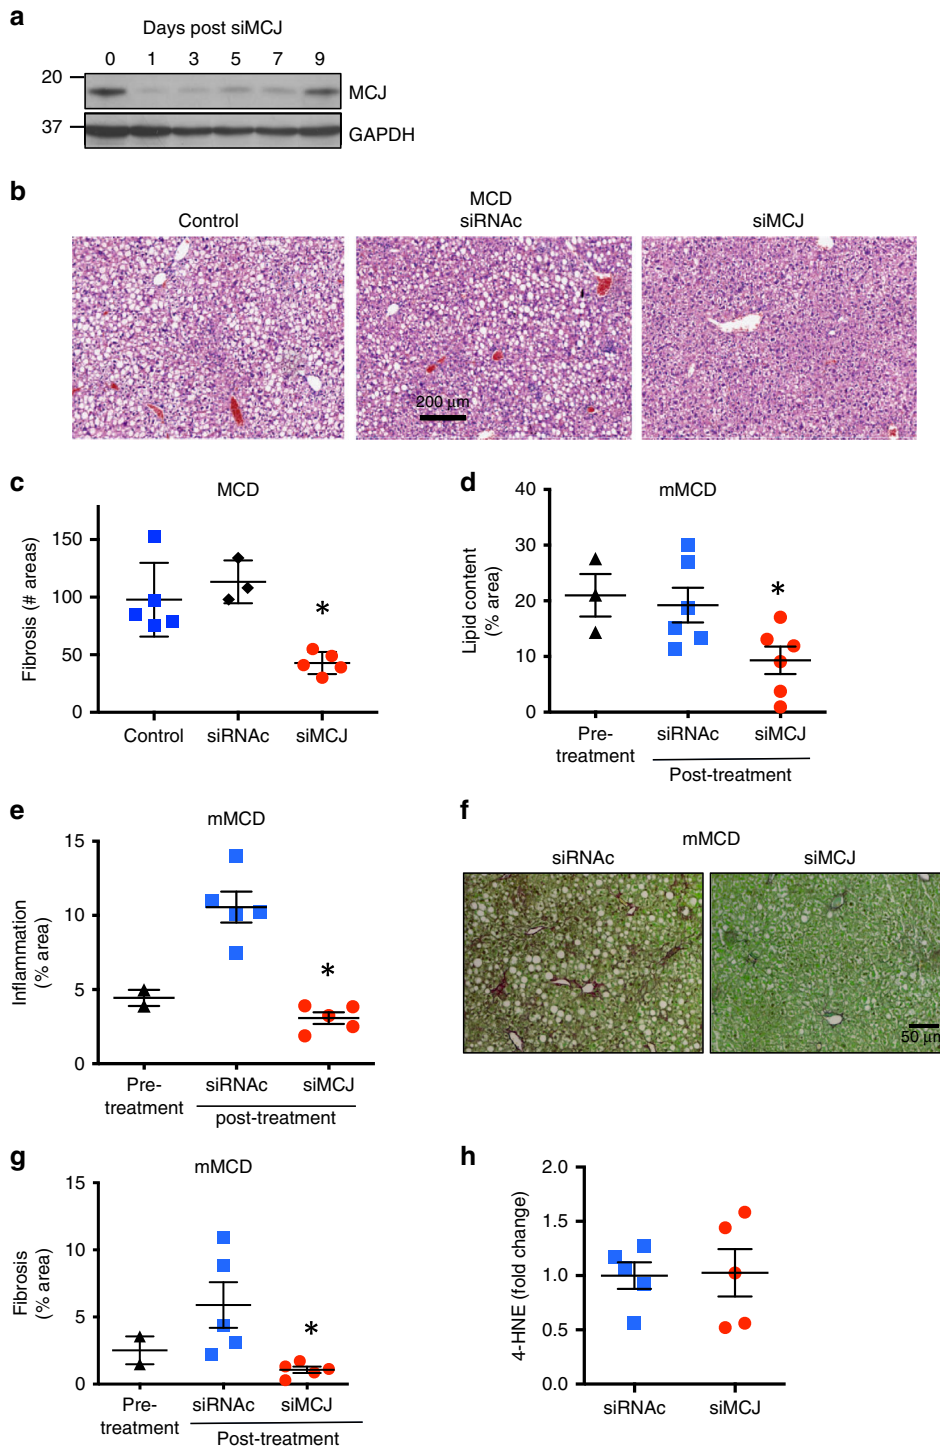 a
Days post siMCJ
0 1 3 5 7 9
20
MCJ
37
GAPDH
b
MCD
Control siRNAc siMCJ
200 μm
c
MCD
Fibrosis (# areas)
150
100
50
0
*
Control siRNAc siMCJ
d
mMCD
Lipid content
(% area)
40
30
20
10
0
*
Pre-
treatment
siRNAc siMCJ
Post-treatment
e
mMCD
Inflammation
(% area)
15
10
5
0
*
Pre-
treatment
siRNAc siMCJ
post-treatment
f
mMCD
siRNAc siMCJ
50 μm
g
mMCD
Fibrosis
(% area)
15
10
5
0
*
Pre-
treatment
siRNAc siMCJ
Post-treatment
h
4-HNE (fold change)
2.0
1.5
1.0
0.5
0.0
siRNAc siMCJ